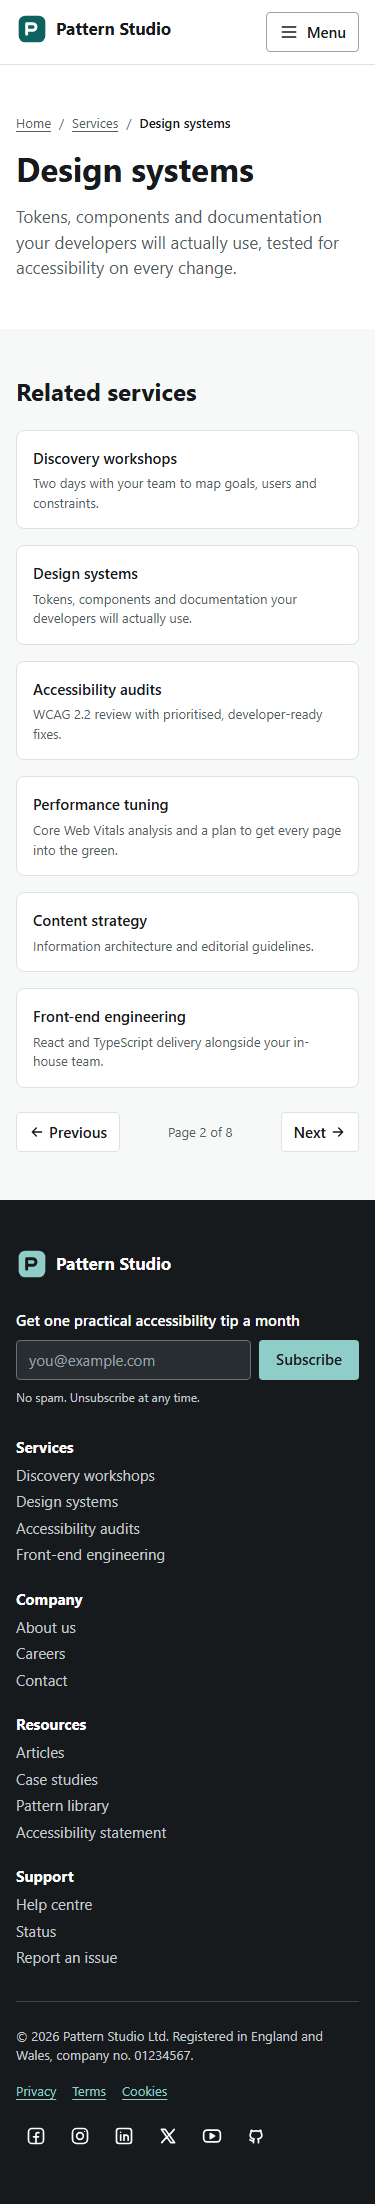 Pattern Studio
Menu
Home / Services / Design systems
Design systems
Tokens, components and documentation
your developers will actually use, tested for
accessibility on every change.
Related services
Discovery workshops
Two days with your team to map goals, users and
constraints.
Design systems
Tokens, components and documentation your
developers will actually use.
Accessibility audits
WCAG 2.2 review with prioritised, developer-ready
fixes.
Performance tuning
Core Web Vitals analysis and a plan to get every page
into the green.
Content strategy
Information architecture and editorial guidelines.
Front-end engineering
React and TypeScript delivery alongside your in-
house team.
← Previous
Page 2 of 8
Next →
Pattern Studio
Get one practical accessibility tip a month
you@example.com
Subscribe
No spam. Unsubscribe at any time.
Services
Discovery workshops
Design systems
Accessibility audits
Front-end engineering
Company
About us
Careers
Contact
Resources
Articles
Case studies
Pattern library
Accessibility statement
Support
Help centre
Status
Report an issue
© 2026 Pattern Studio Ltd. Registered in England and
Wales, company no. 01234567.
Privacy
Terms
Cookies